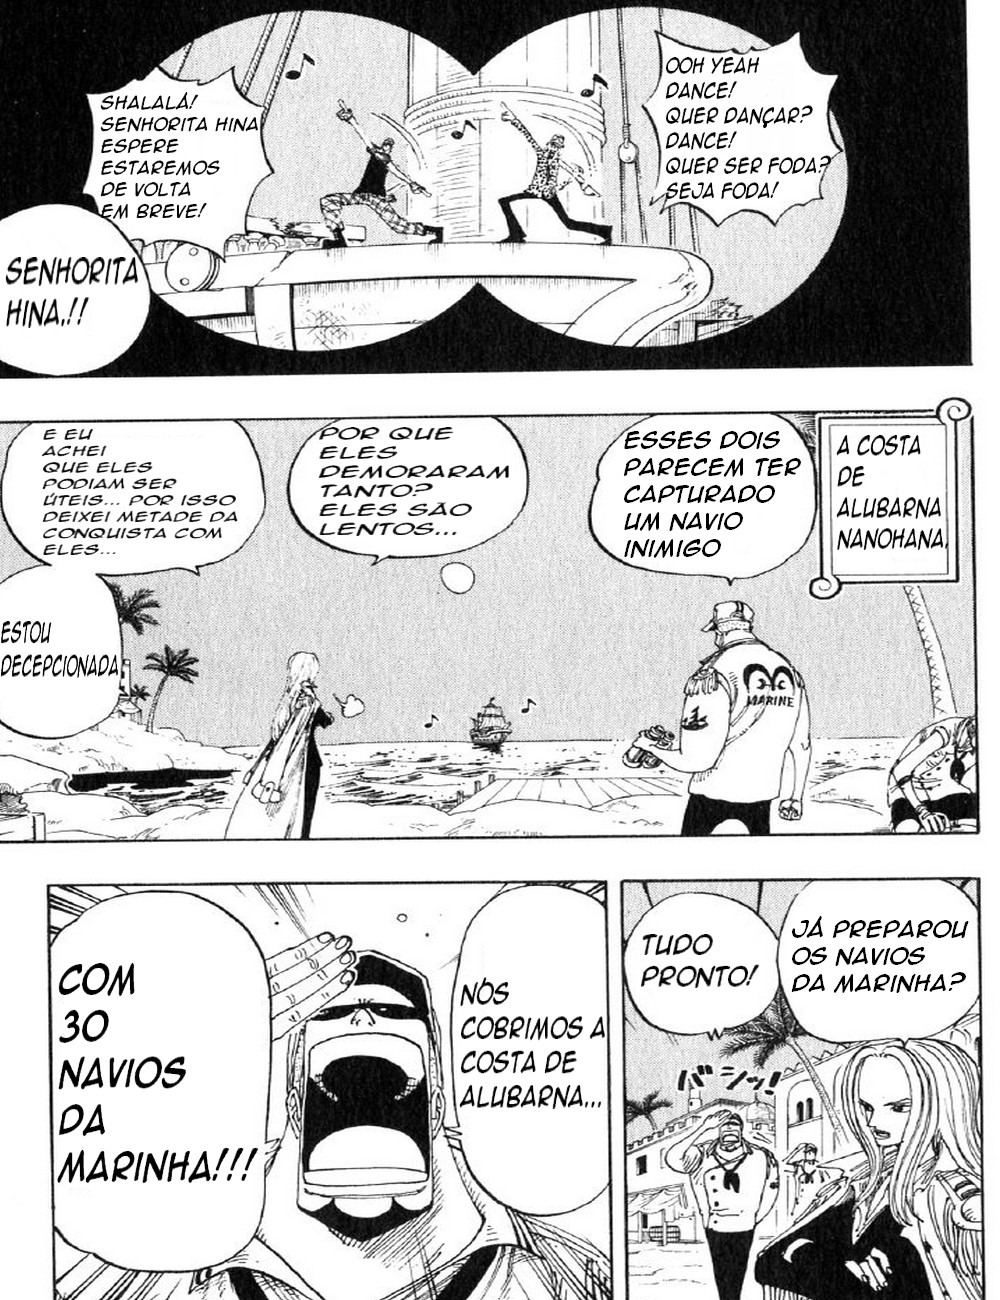 OOH YEAH
DANCE!
QUER DANÇAR?
DANCE!
QUER SER FODA?
SEJA FODA!
SHALALÁ!
SENHORITA HINA
ESPERE
ESTAREMOS
DE VOLTA
EM BREVE!
SENHORITA
HINA.!!
A COSTA
DE
ALUBARNA
NANOHANA.
ESSES DOIS
PARECEM TER
CAPTURADO
UM NAVIO
INIMIGO
POR QUE
ELES
DEMORARAM
TANTO?
ELES SÃO
LENTOS...
E EU
ACHEI
QUE ELES
PODIAM SER
ÚTEIS... POR ISSO
DEIXEI METADE DA
CONQUISTA COM
ELES...
ESTOU
DECEPCIONADA
MARINE
JÁ PREPAROU
OS NAVIOS
DA MARINHA?
TUDO
PRONTO!
バンッ!
NÓS
COBRIMOS A
COSTA DE
ALUBARNA...
COM
30
NAVIOS
DA
MARINHA!!!